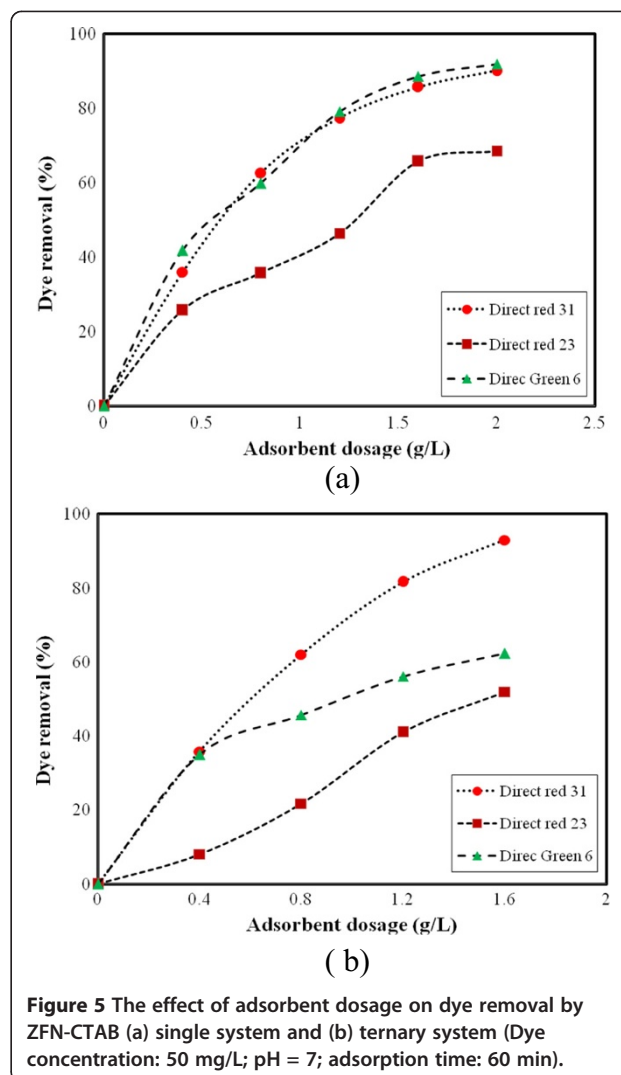 100
80
60
40
20
0
Dye removal (%)
Direct red 31
Direct red 23
Direc Green 6
0 0.5 1 1.5 2 2.5
Adsorbent dosage (g/L)
(a)
100
80
60
40
20
0
Dye removal (%)
Direct red 31
Direct red 23
Direc Green 6
0 0.4 0.8 1.2 1.6 2
Adsorbent dosage (g/L)
( b)
Figure 5 The effect of adsorbent dosage on dye removal by
ZFN-CTAB (a) single system and (b) ternary system (Dye
concentration: 50 mg/L; pH = 7; adsorption time: 60 min).